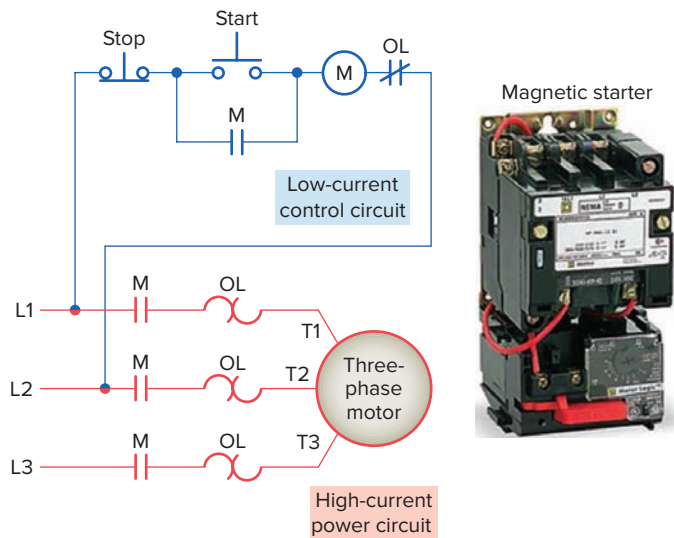 Start
Stop
OL
M
M
Magnetic starter
Low-current
control circuit
L1
M
OL
T1
L2
M
OL
T2
Three-
phase
motor
L3
M
OL
T3
High-current
power circuit
NEMA